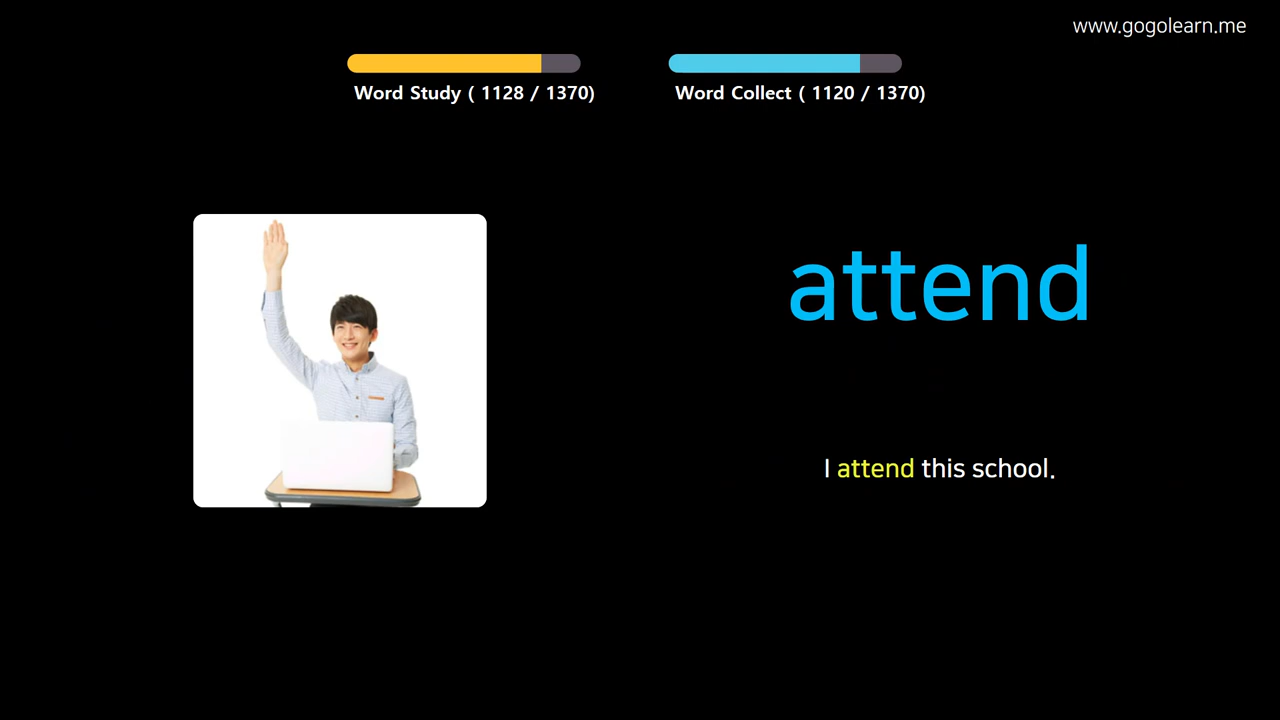 www.gogolearn.me
Word Study ( 1128 / 1370)
Word Collect ( 1120 / 1370)
attend
I attend this school.